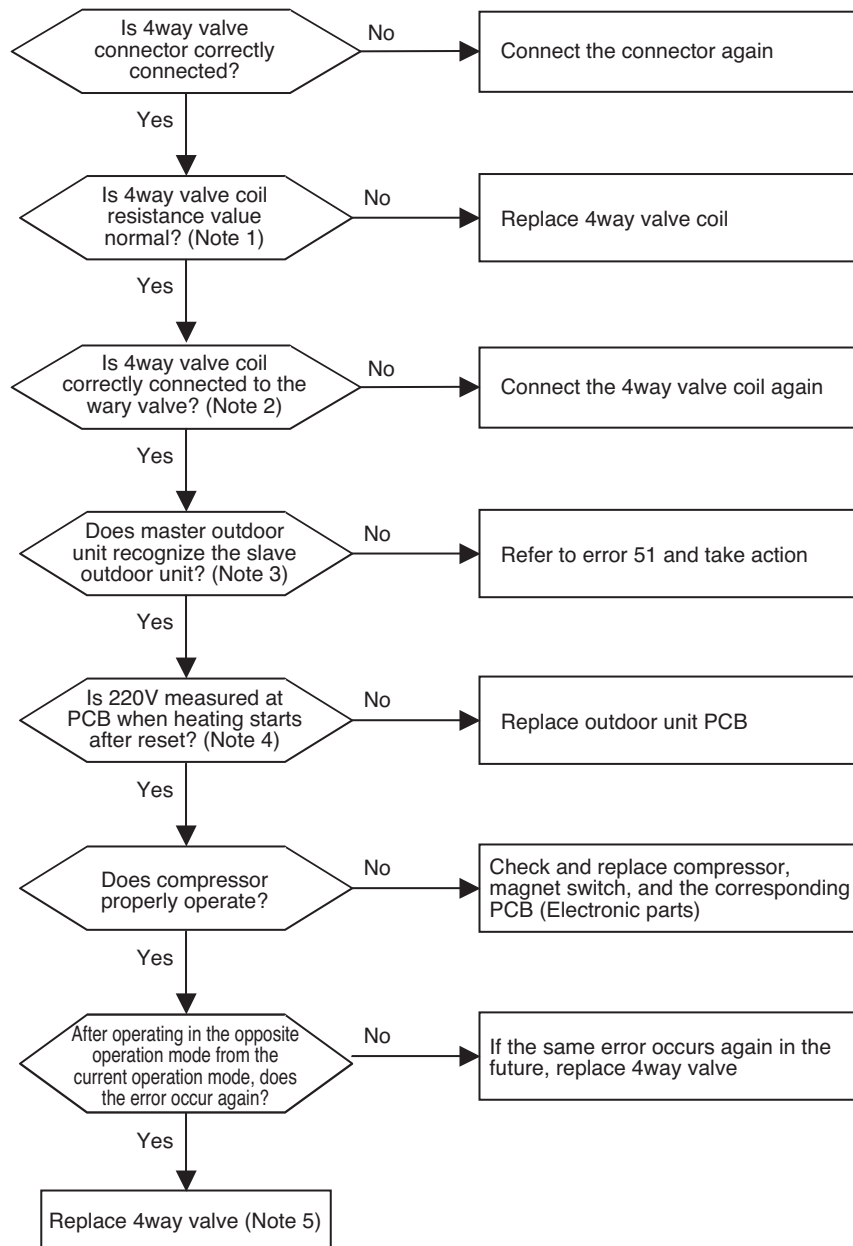 Is 4way valve
connector correctly
connected?
No
Connect the connector again
Yes
Is 4way valve coil
resistance value
normal? (Note 1)
No
Replace 4way valve coil
Yes
Is 4way valve coil
correctly connected to the
wary valve? (Note 2)
No
Connect the 4way valve coil again
Yes
Does master outdoor
unit recognize the slave
outdoor unit? (Note 3)
No
Refer to error 51 and take action
Yes
Is 220V measured at
PCB when heating starts
after reset? (Note 4)
No
Replace outdoor unit PCB
Yes
Does compressor
properly operate?
No
Check and replace compressor,
magnet switch, and the corresponding
PCB (Electronic parts)
Yes
After operating in the opposite
operation mode from the
current operation mode, does
the error occur again?
No
If the same error occurs again in the
future, replace 4way valve
Yes
Replace 4way valve (Note 5)